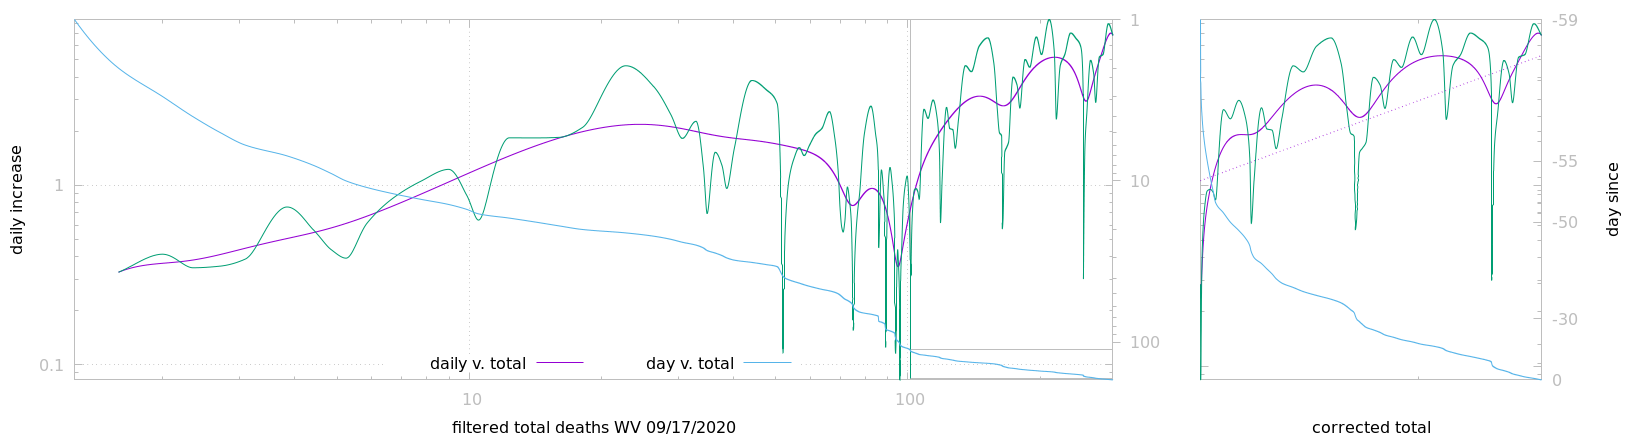 daily increase
1
0.1
10
100
1
10
100
daily v. total
day v. total
filtered total deaths WV 09/17/2020
-59
-55
-50
-30
0
day since
corrected total